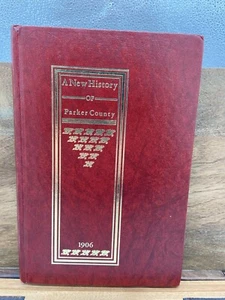 A New History
OF
Parker County
1906